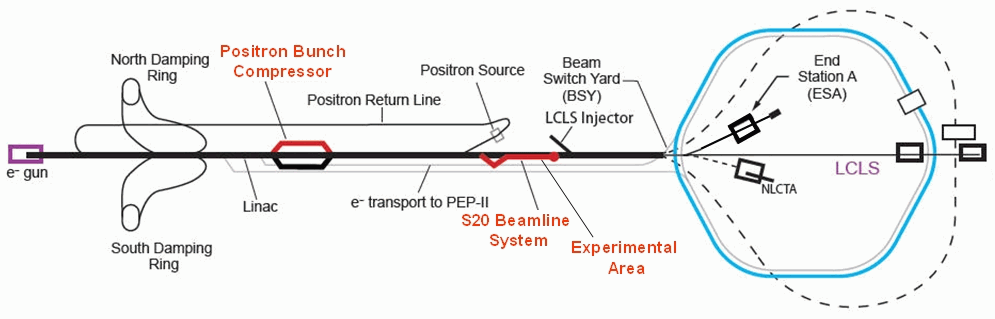 North Damping
Ring
Positron Bunch
Compressor
Positron Source
Positron Return Line
Beam
Switch Yard
(BSY)
LCLS Injector
End
Station A
(ESA)
e- gun
Linac
e- transport to PEP-II
S20 Beamline
System
Experimental
Area
NLCTA
LCLS
South Damping
Ring